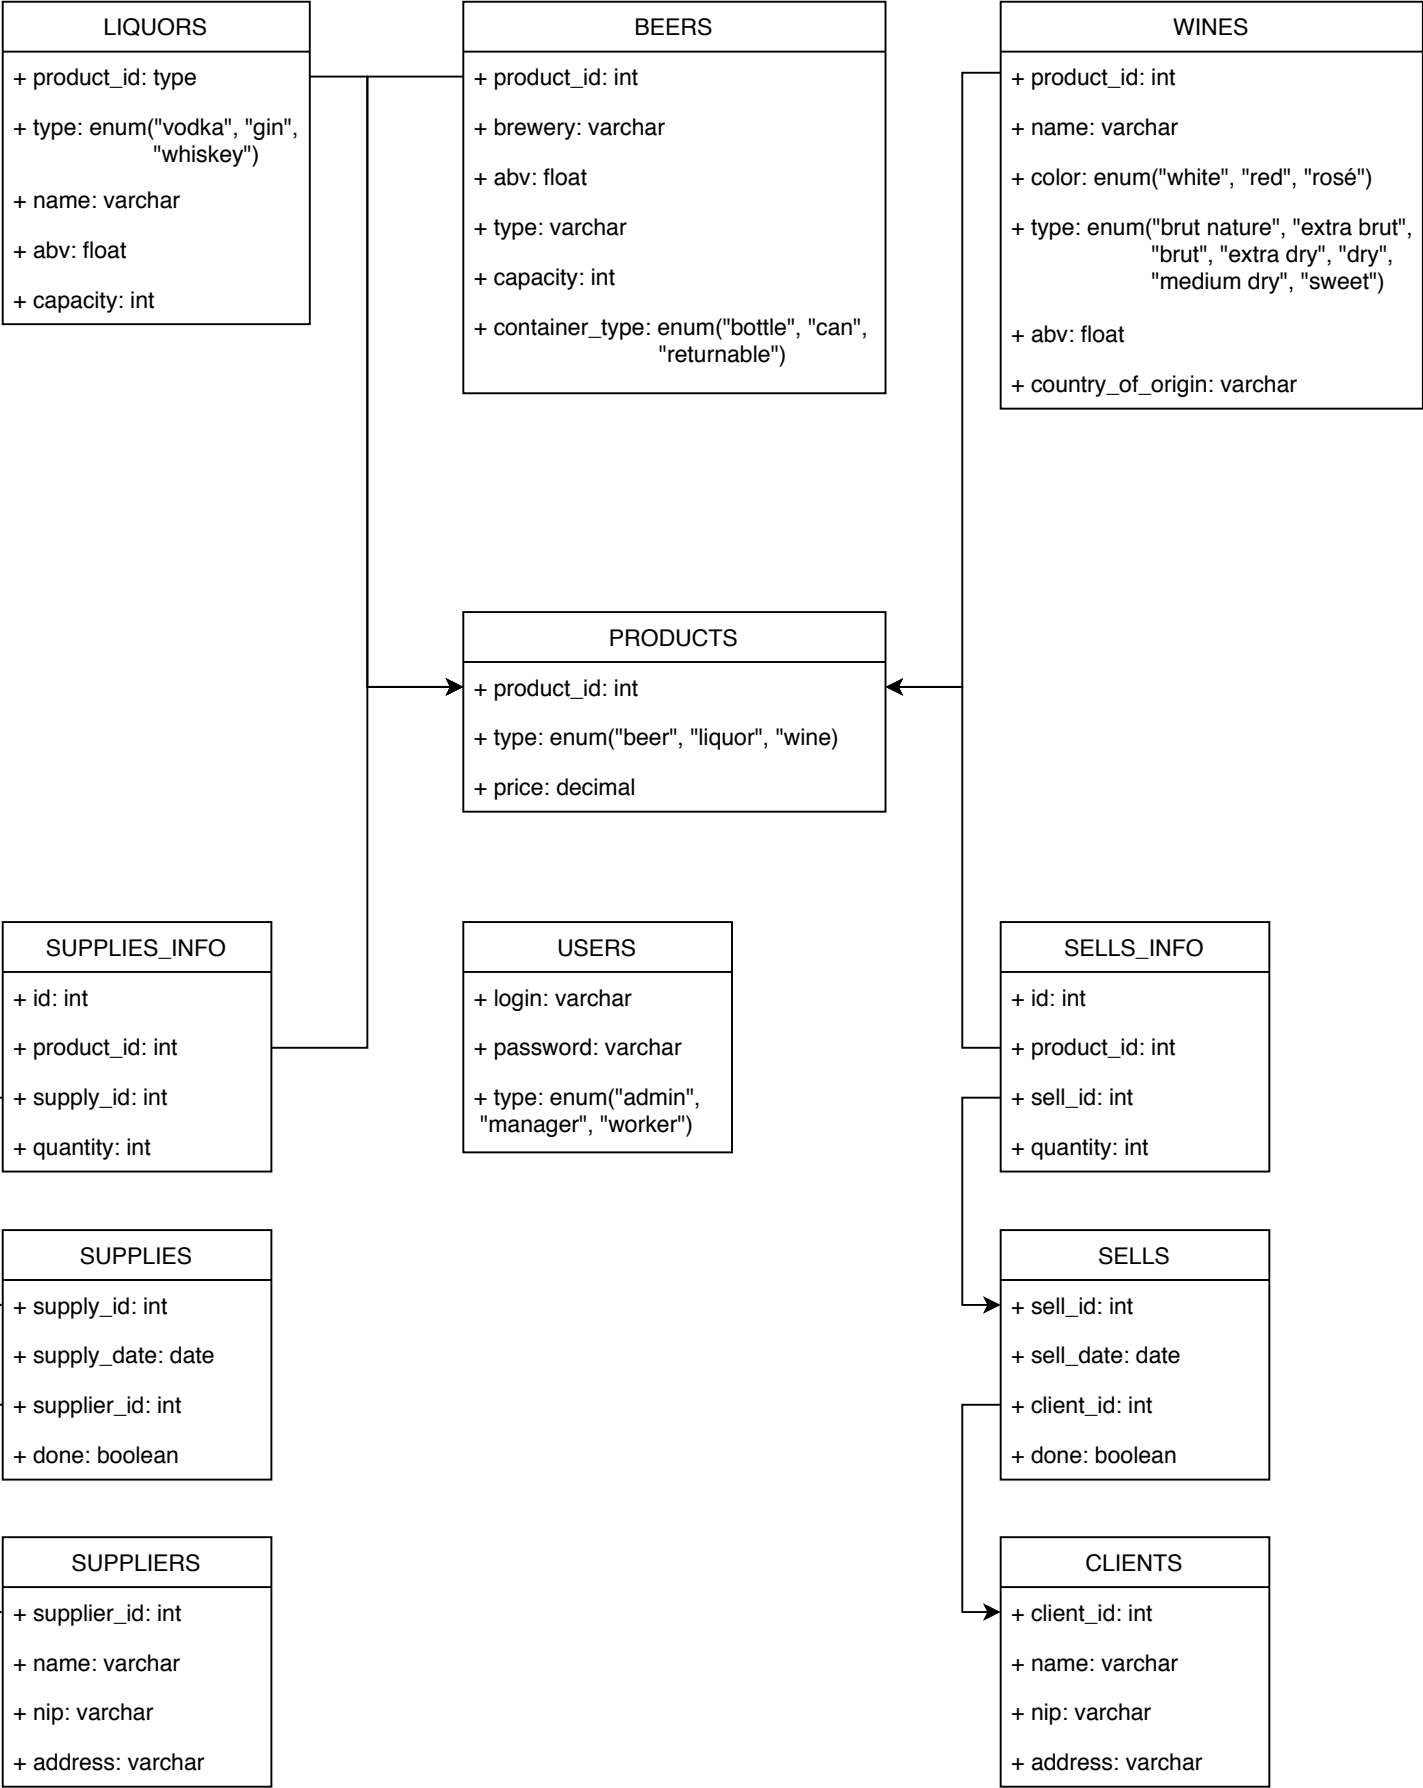 LIQUORS
+ product_id: type
+ type: enum("vodka", "gin",
"whiskey")
+ name: varchar
+ abv: float
+ capacity: int
BEERS
+ product_id: int
+ brewery: varchar
+ abv: float
+ type: varchar
+ capacity: int
+ container_type: enum("bottle", "can",
"returnable")
WINES
+ product_id: int
+ name: varchar
+ color: enum("white", "red", "rosé")
+ type: enum("brut nature", "extra brut",
"brut", "extra dry", "dry",
"medium dry", "sweet")
+ abv: float
+ country_of_origin: varchar
PRODUCTS
+ product_id: int
+ type: enum("beer", "liquor", "wine)
+ price: decimal
SUPPLIES_INFO
+ id: int
+ product_id: int
+ supply_id: int
+ quantity: int
USERS
+ login: varchar
+ password: varchar
+ type: enum("admin",
"manager", "worker")
SELLS_INFO
+ id: int
+ product_id: int
+ sell_id: int
+ quantity: int
SUPPLIES
+ supply_id: int
+ supply_date: date
+ supplier_id: int
+ done: boolean
SELLS
+ sell_id: int
+ sell_date: date
+ client_id: int
+ done: boolean
SUPPLIERS
+ supplier_id: int
+ name: varchar
+ nip: varchar
+ address: varchar
CLIENTS
+ client_id: int
+ name: varchar
+ nip: varchar
+ address: varchar